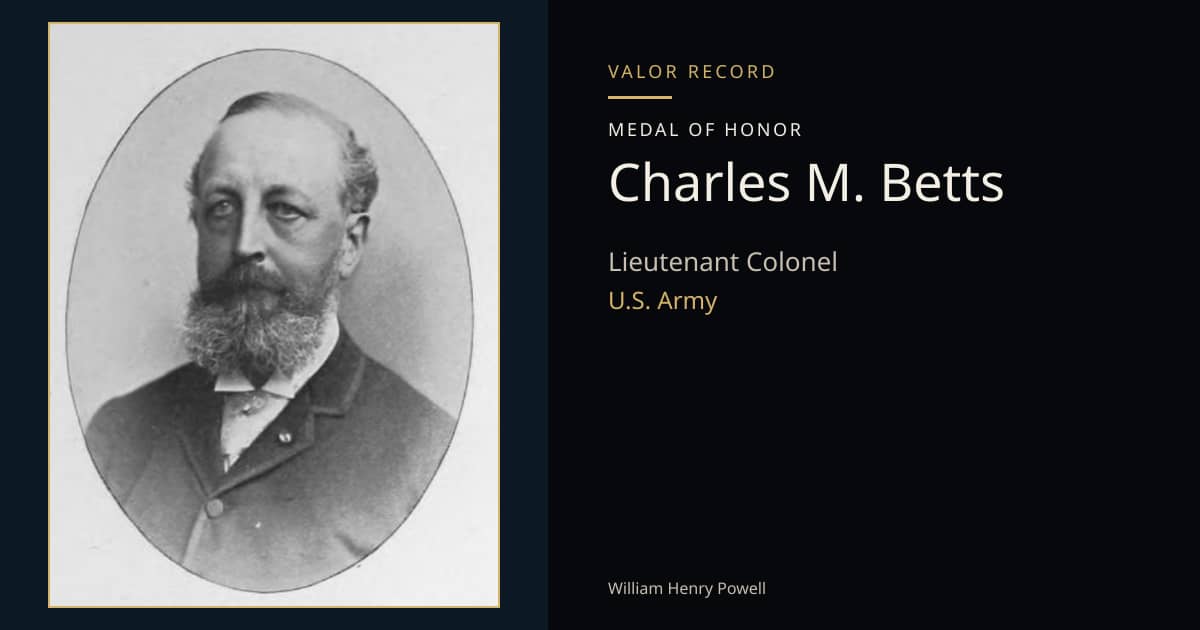 VALOR RECORD
MEDAL OF HONOR
Charles M. Betts
Lieutenant Colonel
U.S. Army
William Henry Powell